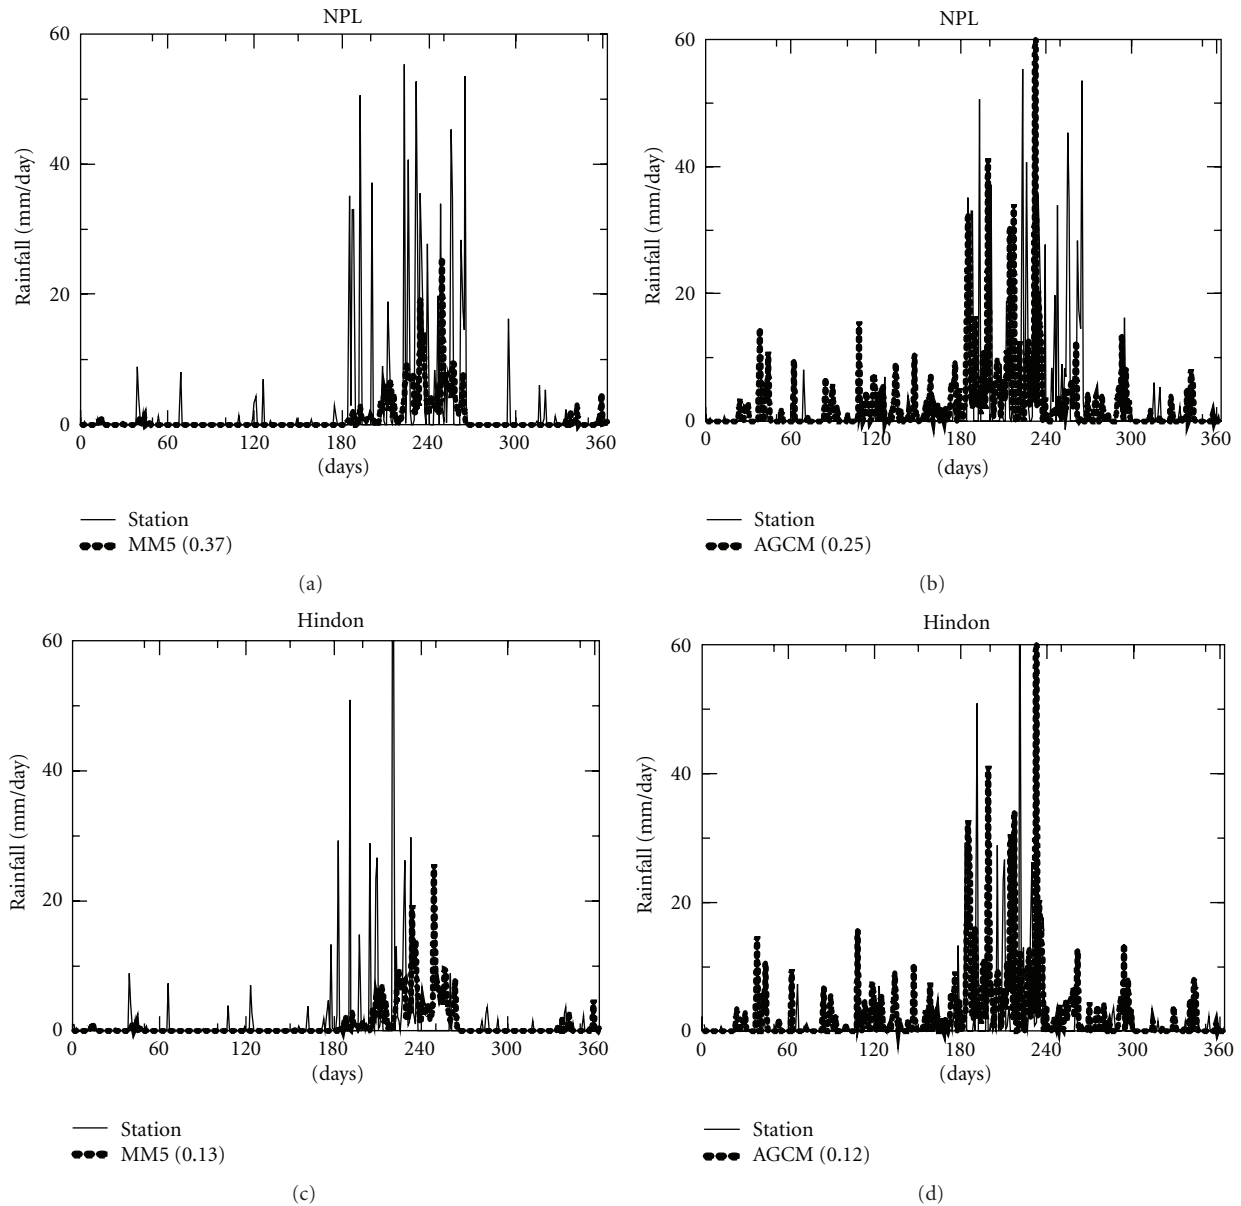 NPL
60
40
20
0
Rainfall (mm/day)
0 60 120 180 240 300 360
(days)
Station
MM5 (0.37)
(a)
NPL
60
40
20
0
Rainfall (mm/day)
0 60 120 180 240 300 360
(days)
Station
AGCM (0.25)
(b)
Hindon
60
40
20
0
Rainfall (mm/day)
0 60 120 180 240 300 360
(days)
Station
MM5 (0.13)
(c)
Hindon
60
40
20
0
Rainfall (mm/day)
0 60 120 180 240 300 360
(days)
Station
AGCM (0.12)
(d)